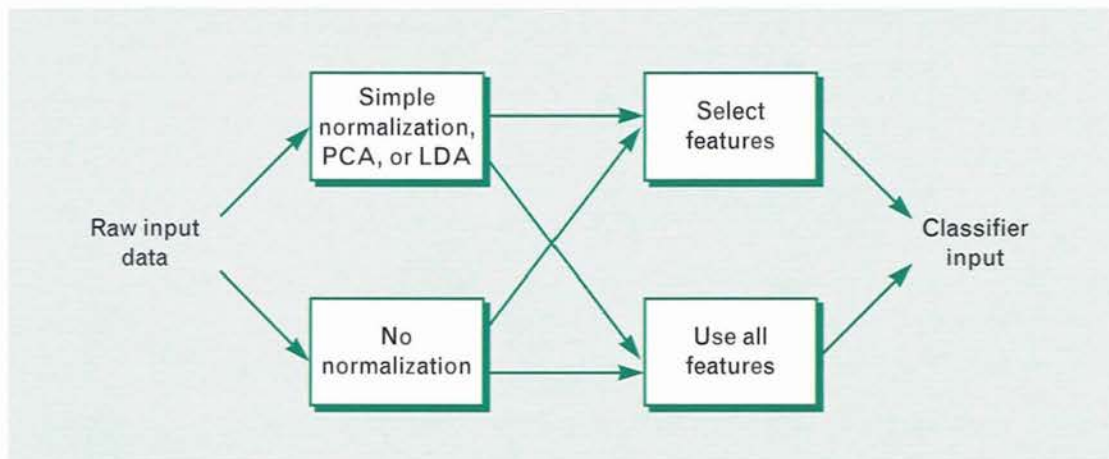 Simple
normalization,
PCA, or LDA
Select
features
Raw input
data
Classifier
input
No
normalization
Use all
features